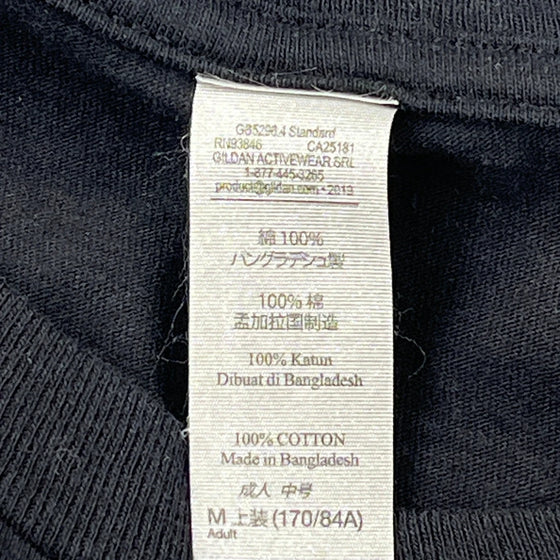 GB5296.4 Standard
RN93846 CA25181
GILDAN ACTIVEWEAR SRL
1-877-445-3265
product@gildan.com • 2019
綿 100%
バングラデシュ製
100% 棉
孟加拉国制造
100% Katun
Dibuat di Bangladesh
100% COTTON
Made in Bangladesh
成人 中号
M 上装 (170/84A)
Adult